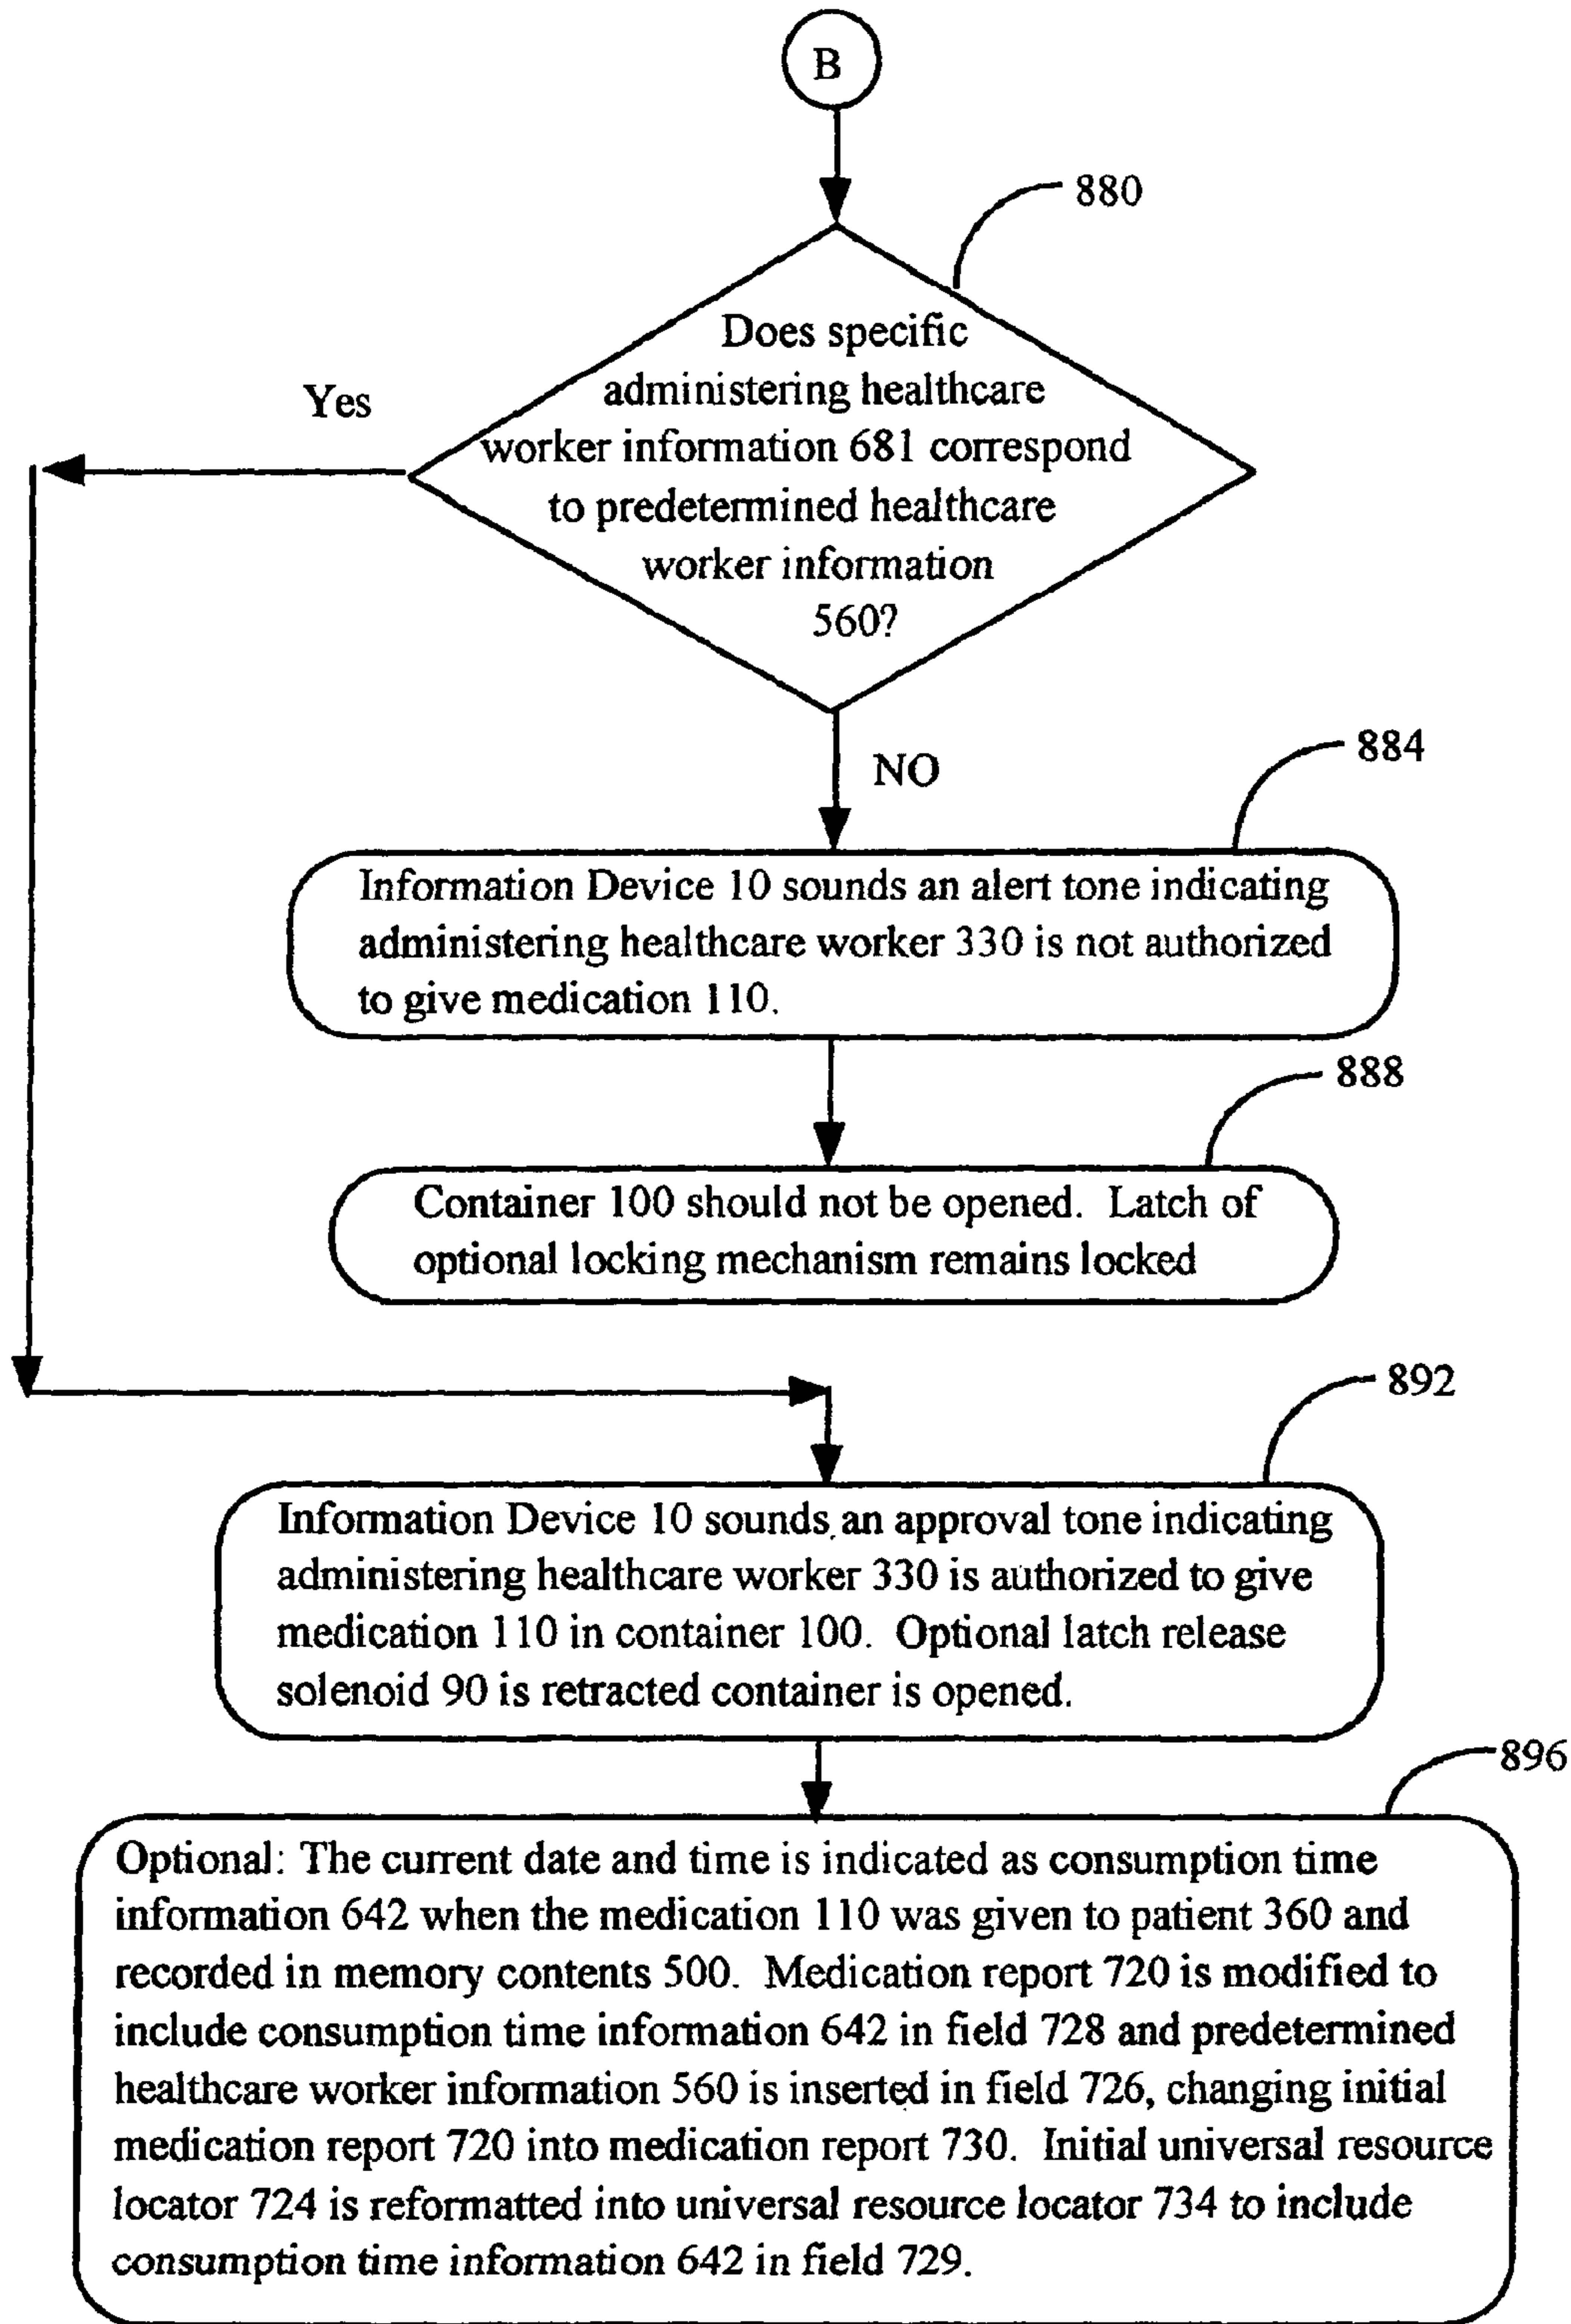 B
880
Does specific
administering healthcare
Yes
worker information 681 correspond
to predetermined healthcare
worker information
560?
884
NO
Information Device 10 sounds an alert tone indicating
administering healthcare worker 330 is not authorized
to give medication 110.
888
Container 100 should not be opened. Latch of
optional locking mechanism remains locked
892
Information Device 10 sounds an approval tone indicating
administering healthcare worker 330 is authorized to give
medication 110 in container 100. Optional latch release
solenoid 90 is retracted container is opened.
896
Optional: The current date and time is indicated as consumption time
information 642 when the medication 110 was given to patient 360 and
recorded in memory contents 500. Medication report 720 is modified to
include consumption time information 642 in field 728 and predetermined
healthcare worker information 560 is inserted in field 726, changing initial
medication report 720 into medication report 730. Initial universal resource
locator 724 is reformatted into universal resource locator 734 to include
consumption time information 642 in field 729.